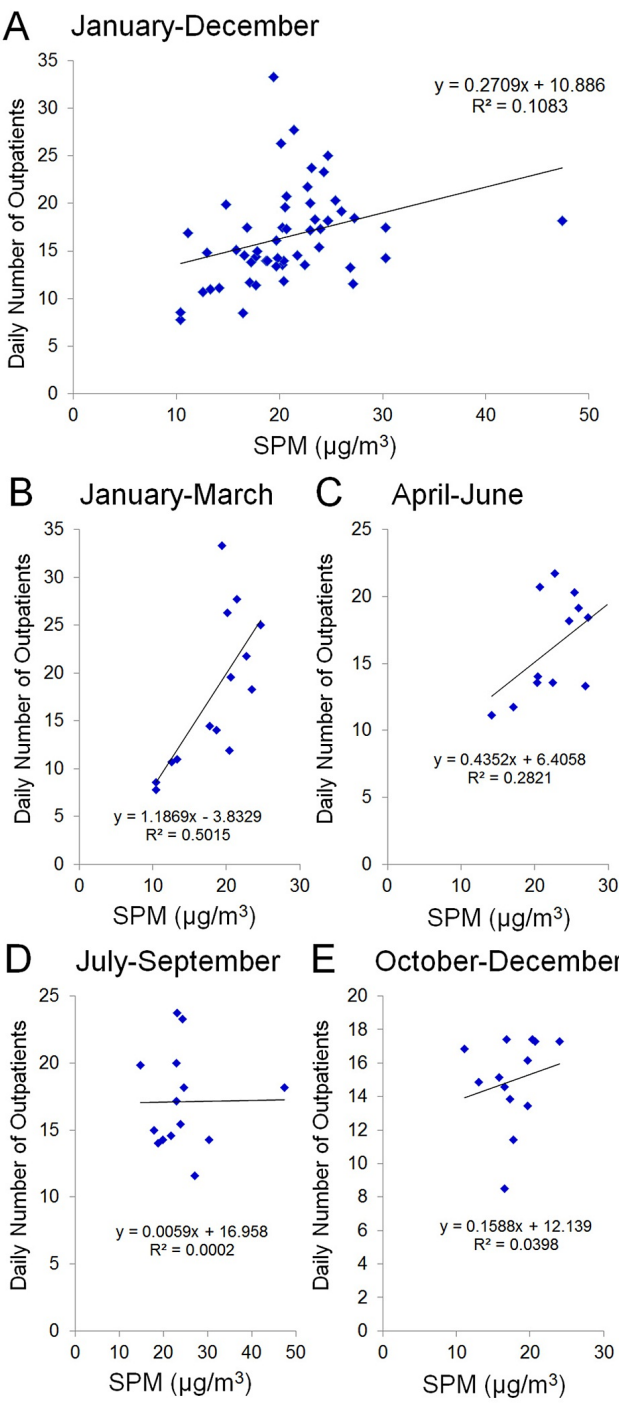 A January-December
35
30
25
20
15
10
5
0
Daily Number of Outpatients
y = 0.2709x + 10.886
R² = 0.1083
0 10 20 30 40 50
SPM (µg/m³)
B January-March
35
30
25
20
15
10
5
0
Daily Number of Outpatients
y = 1.1869x - 3.8329
R² = 0.5015
0 10 20 30
SPM (µg/m³)
C April-June
25
20
15
10
5
0
Daily Number of Outpatients
y = 0.4352x + 6.4058
R² = 0.2821
0 10 20 30
SPM (µg/m³)
D July-September
25
20
15
10
5
0
Daily Number of Outpatients
y = 0.0059x + 16.958
R² = 0.0002
0 10 20 30 40 50
SPM (µg/m³)
E October-December
20
18
16
14
12
10
8
6
4
2
0
Daily Number of Outpatients
y = 0.1588x + 12.139
R² = 0.0398
0 10 20 30
SPM (µg/m³)